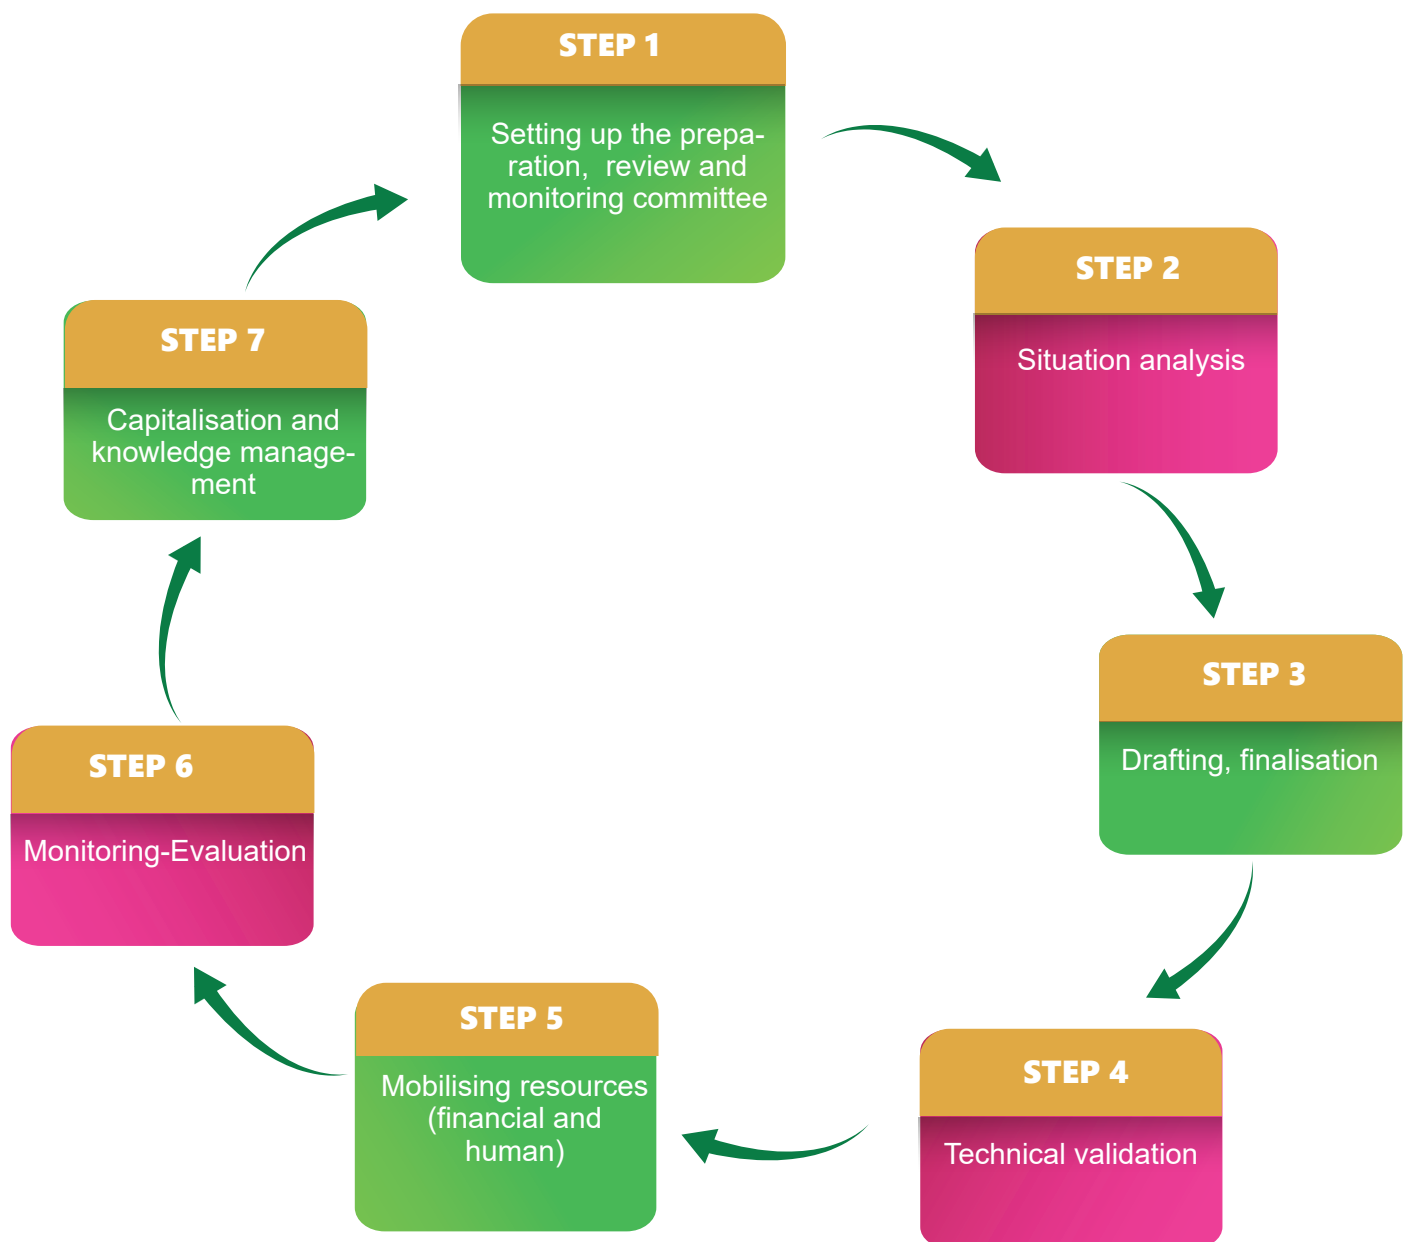 STEP 1
Setting up the prepa-
ration,  review and
monitoring committee
STEP 2
Situation analysis
STEP 3
Drafting, finalisation
STEP 4
Technical validation
STEP 5
Mobilising resources
(financial and
human)
STEP 6
Monitoring-Evaluation
STEP 7
Capitalisation and
knowledge manage-
ment